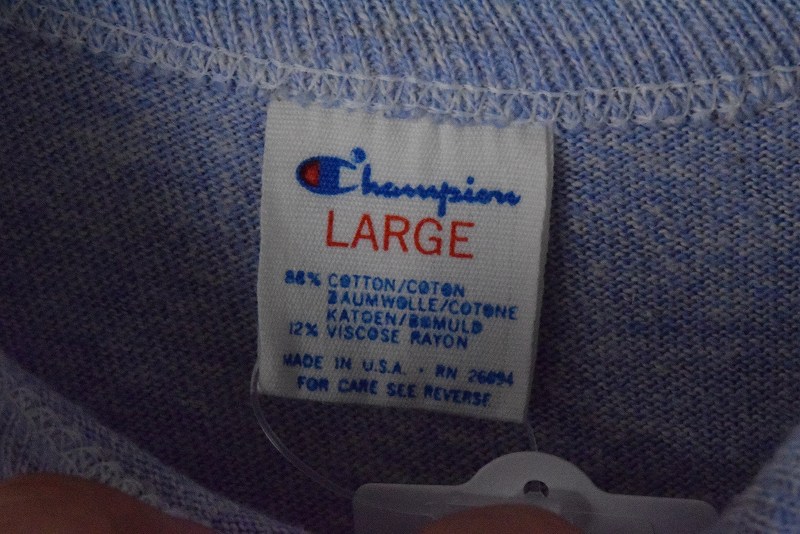 Champion
LARGE
88% COTTON/COTON
BAUMWOLLE/COTONE
KATOEN/BOMULD
12% VISCOSE RAYON
MADE IN U.S.A. · RN 26094
FOR CARE SEE REVERSE